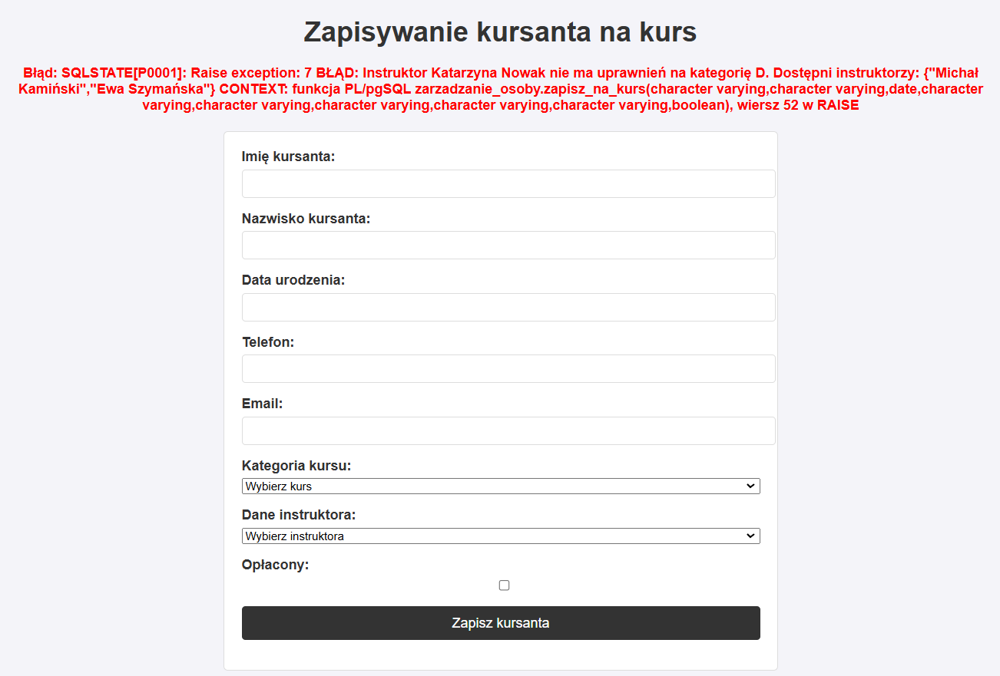 Zapisywanie kursanta na kurs
Błąd: SQLSTATE[P0001]: Raise exception: 7 BŁĄD: Instruktor Katarzyna Nowak nie ma uprawnień na kategorię D. Dostępni instruktorzy: {"Michał
Kamiński","Ewa Szymańska"} CONTEXT: funkcja PL/pgSQL zarzadzanie_osoby.zapisz_na_kurs(character varying,character varying,date,character
varying,character varying,character varying,character varying,character varying,boolean), wiersz 52 w RAISE
Imię kursanta:
Nazwisko kursanta:
Data urodzenia:
Telefon:
Email:
Kategoria kursu:
Wybierz kurs
Dane instruktora:
Wybierz instruktora
Opłacony:
Zapisz kursanta